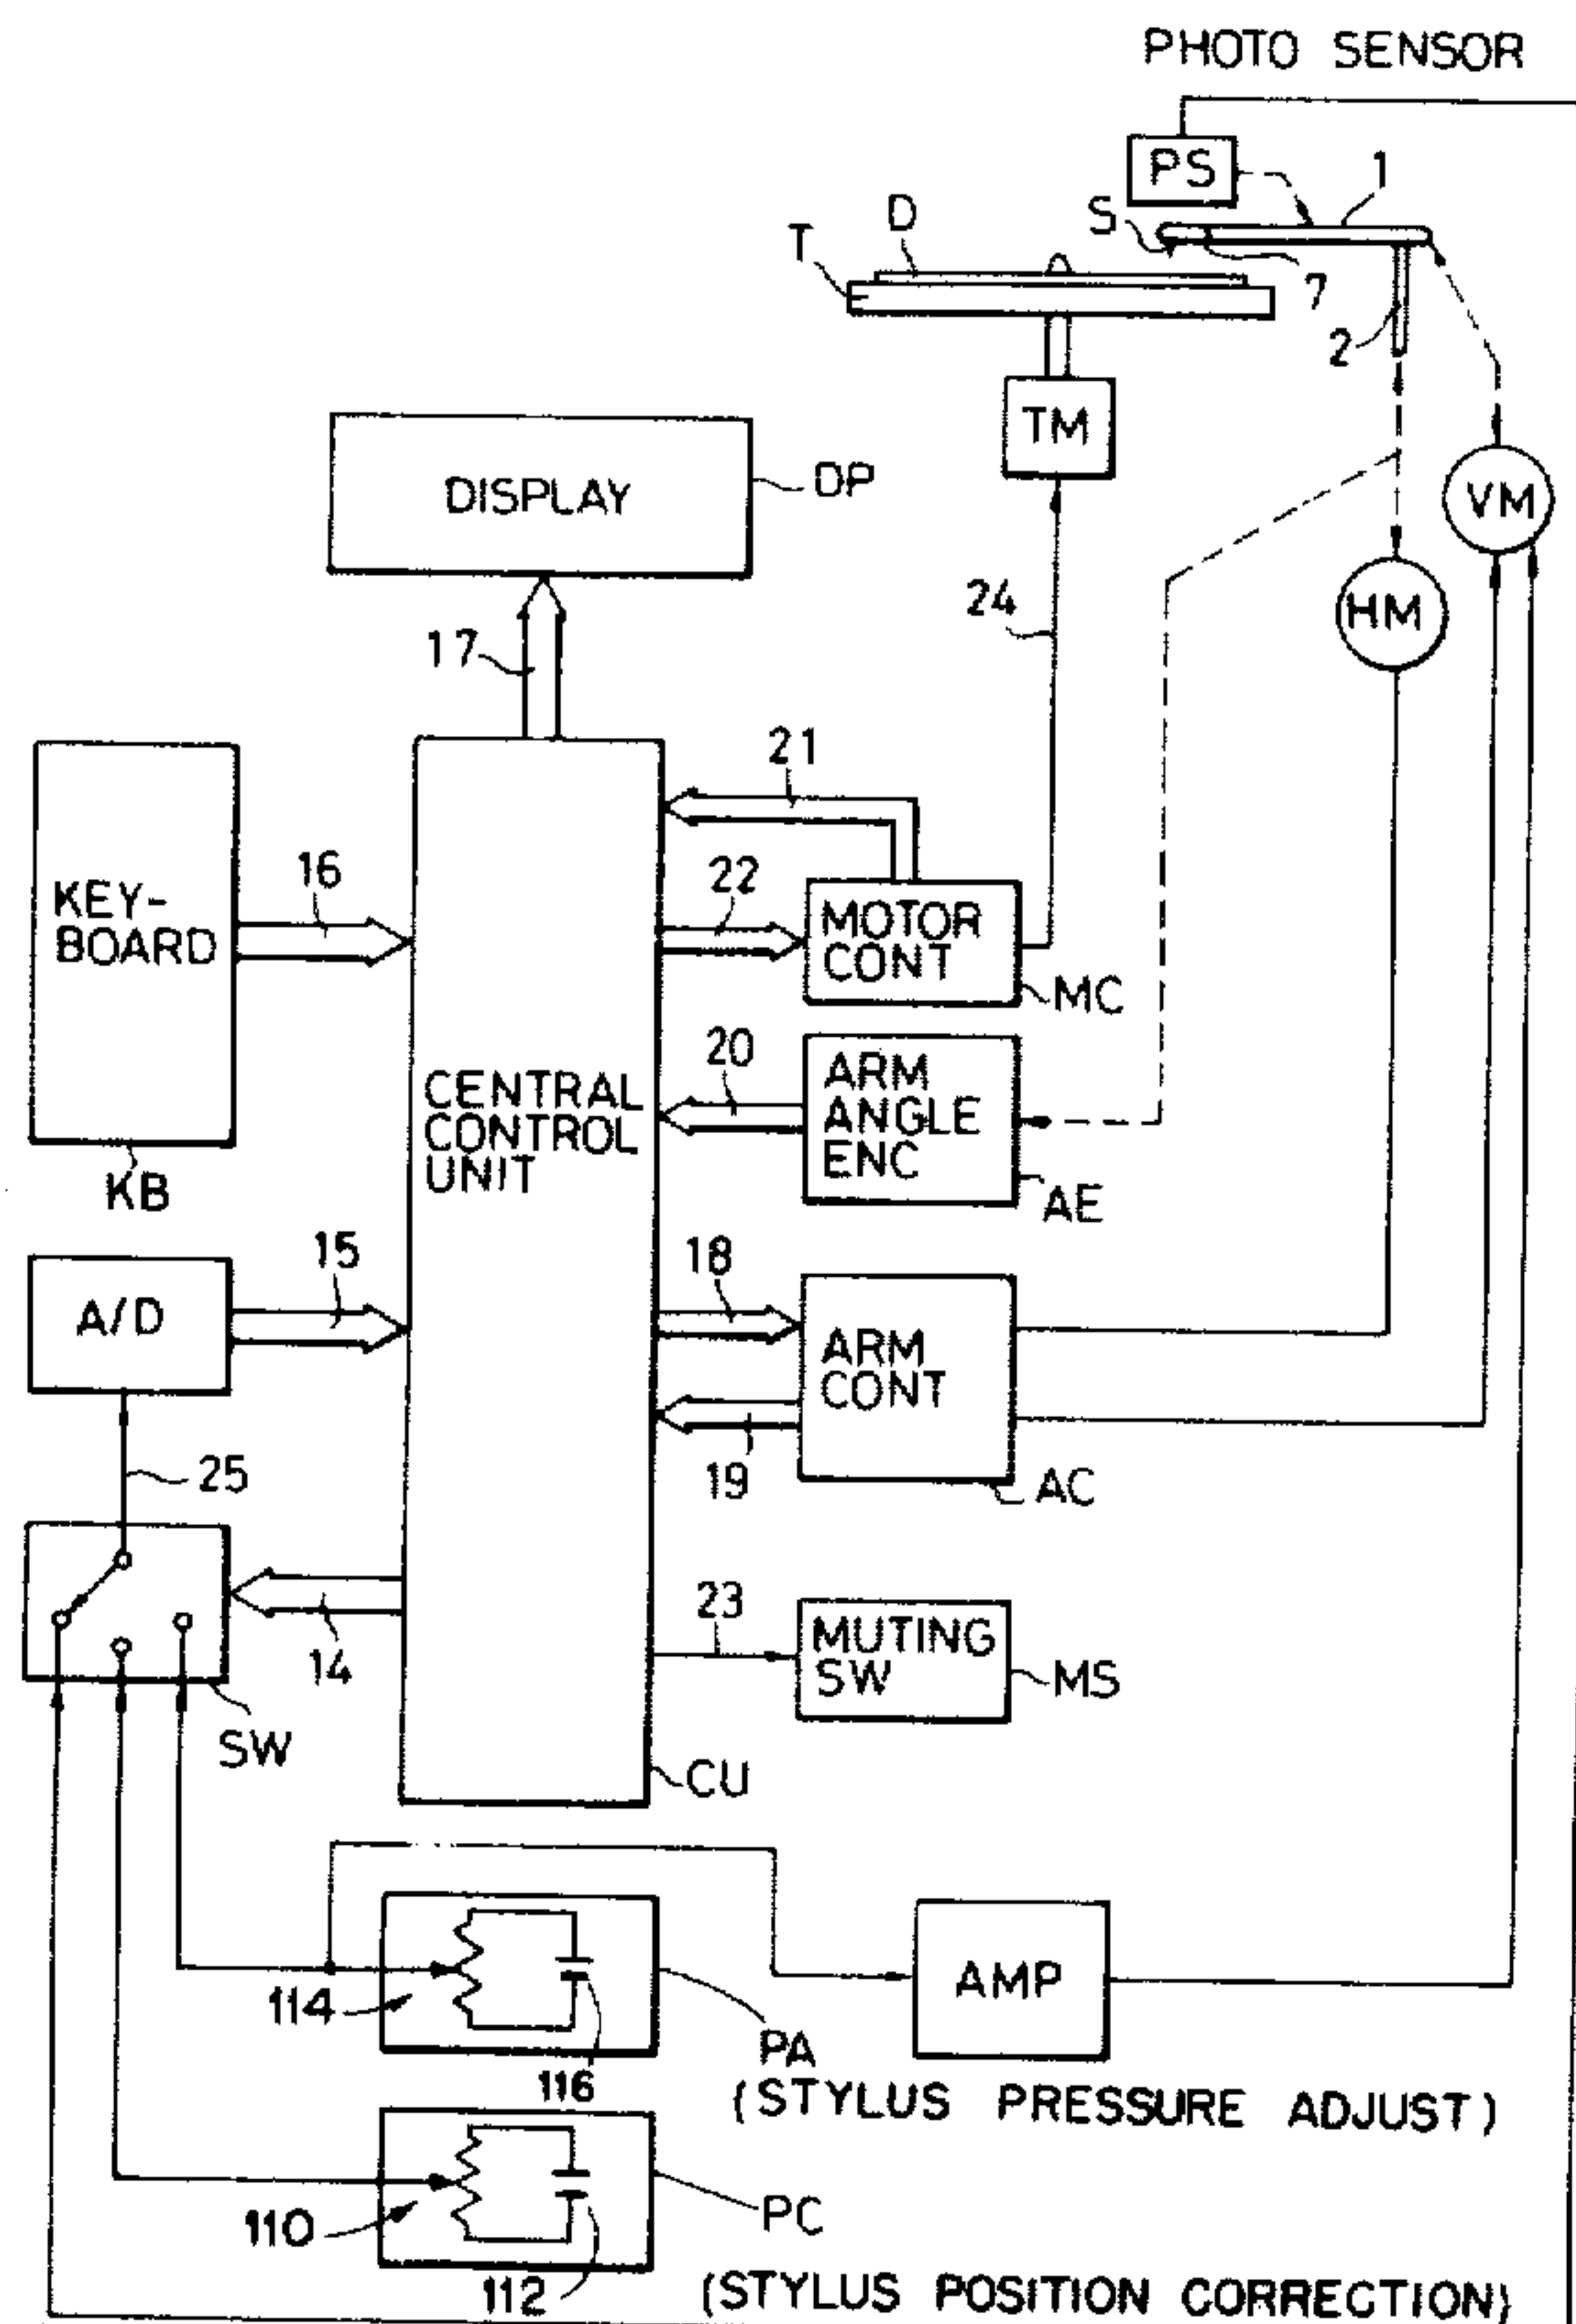 PHOTO SENSOR
PS
1
S
D
T
7
2
TM
VM
DISPLAY
DP
HM
24
17
21
KEY-
BOARD
16
22
MOTOR
CONT
MC
CENTRAL
CONTROL
UNIT
20
ARM
ANGLE
ENC
AE
KB
A/D
15
18
ARM
CONT
19
AC
25
14
23
MUTING
SW
MS
SW
CU
114
116
PA
AMP
(STYLUS PRESSURE ADJUST)
110
112
PC
(STYLUS POSITION CORRECTION)